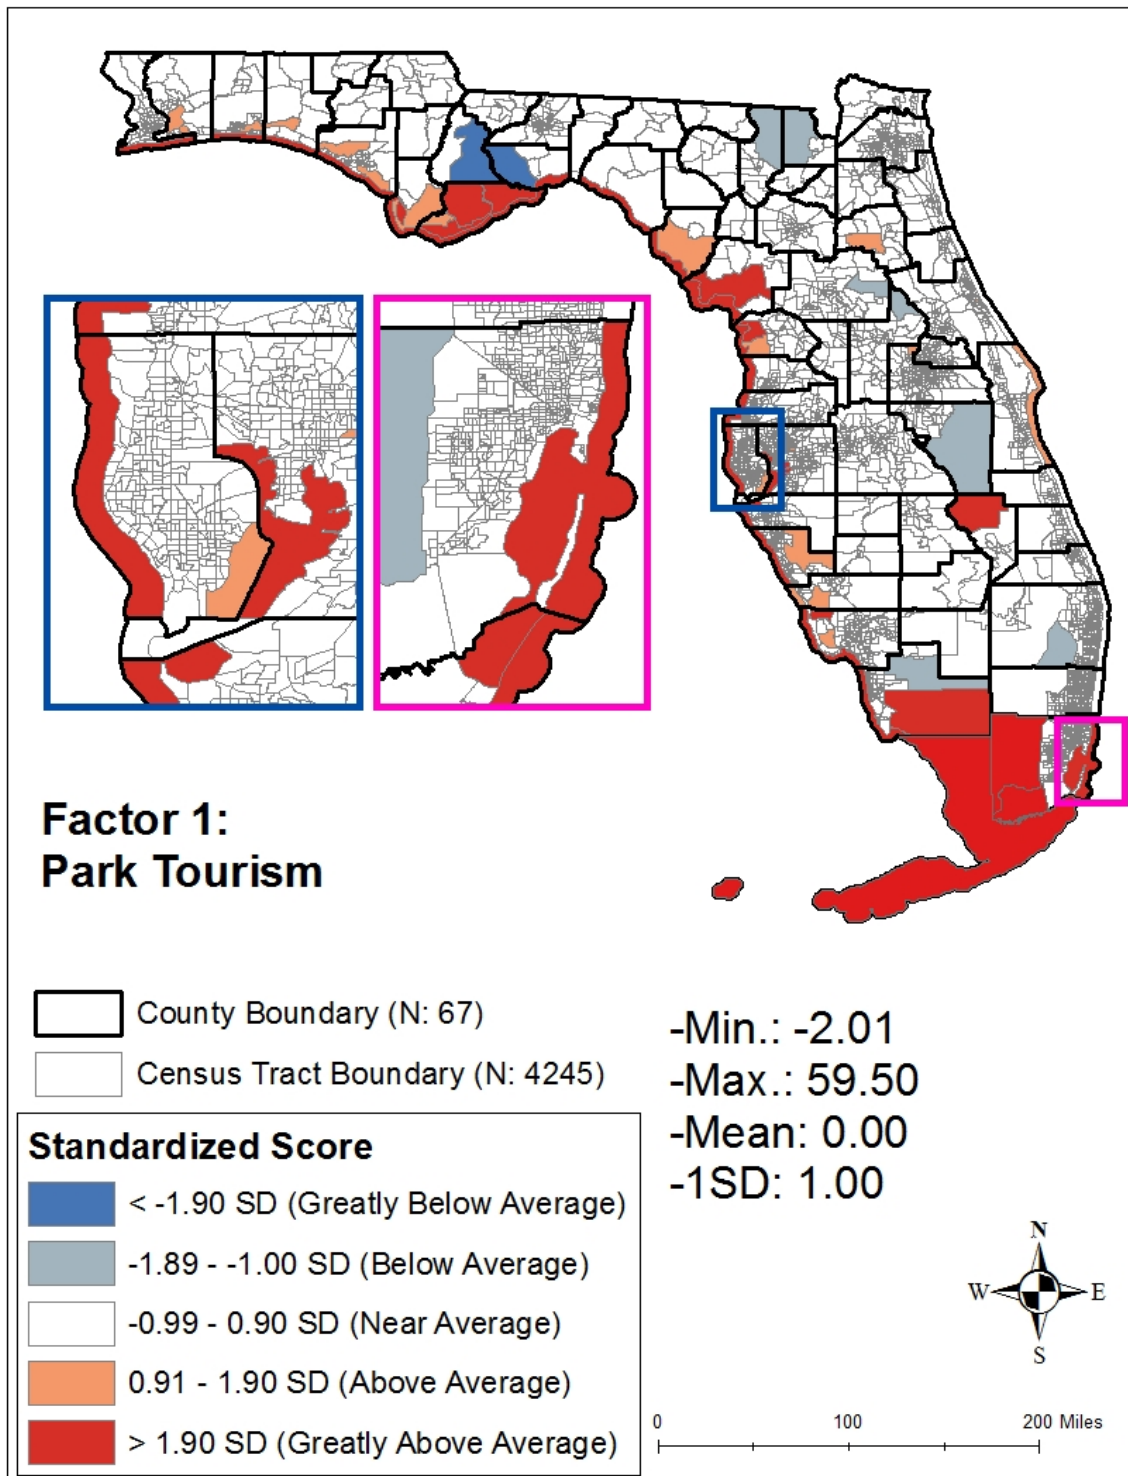 Factor 1:
Park Tourism
County Boundary (N: 67)
Census Tract Boundary (N: 4245)
-Min.: -2.01
-Max.: 59.50
-Mean: 0.00
-1SD: 1.00
Standardized Score
< -1.90 SD (Greatly Below Average)
-1.89 - -1.00 SD (Below Average)
-0.99 - 0.90 SD (Near Average)
0.91 - 1.90 SD (Above Average)
> 1.90 SD (Greatly Above Average)
N
W E
S
0 100 200 Miles